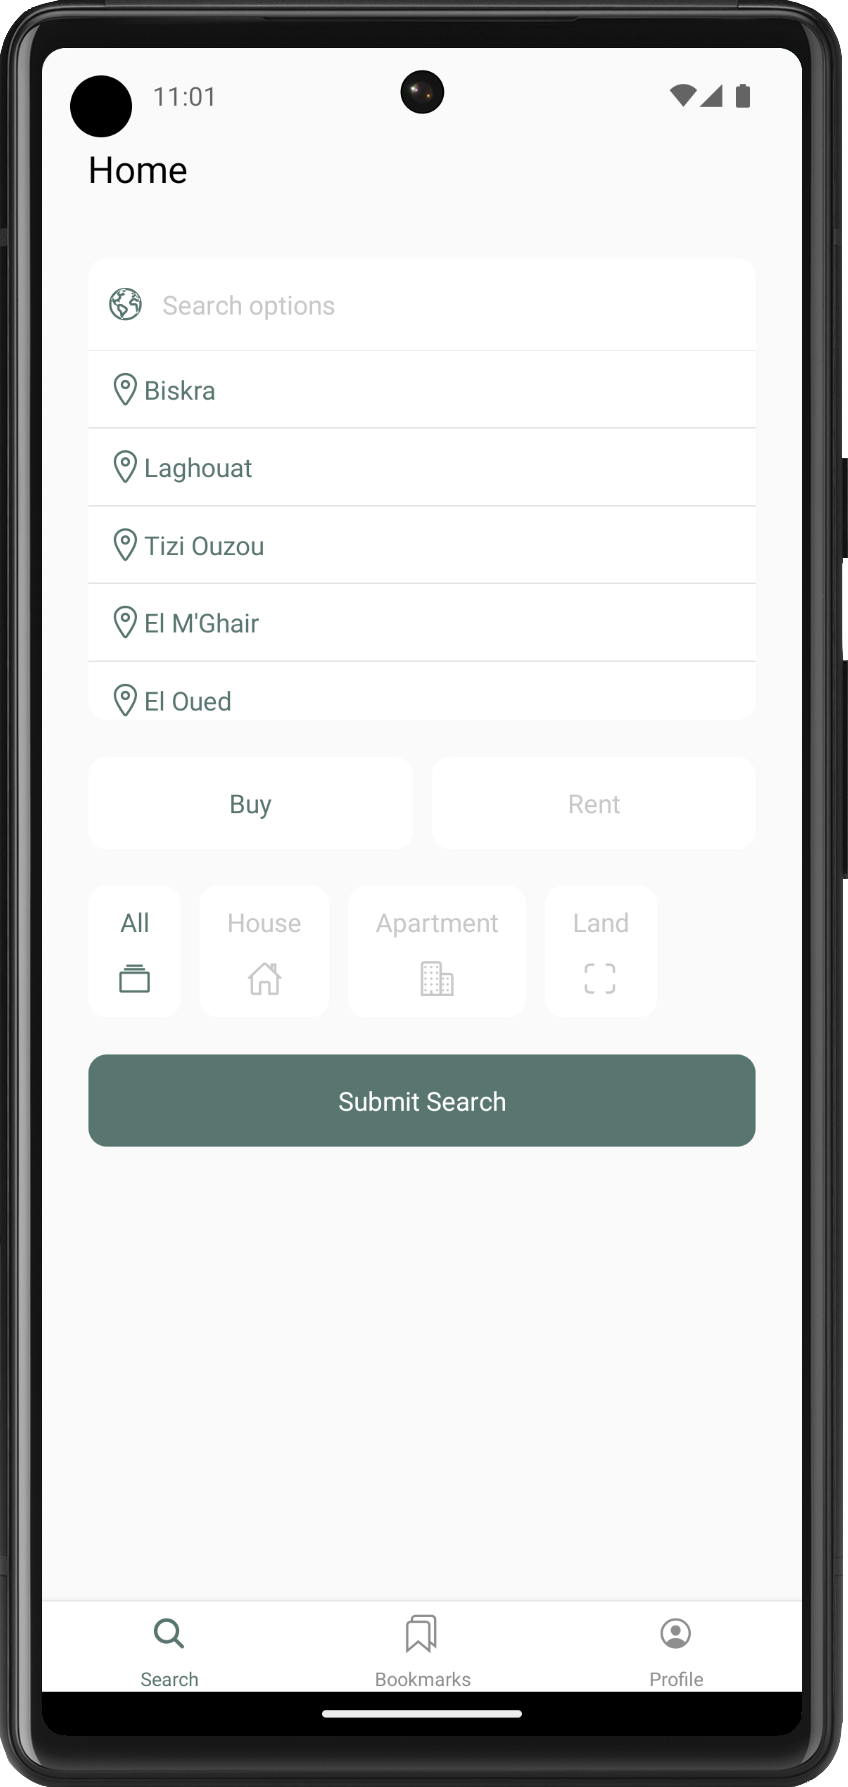 11:01
Home
Search options
Biskra
Laghouat
Tizi Ouzou
El M'Ghair
El Oued
Buy Rent
All House Apartment Land
Submit Search
Search Bookmarks Profile